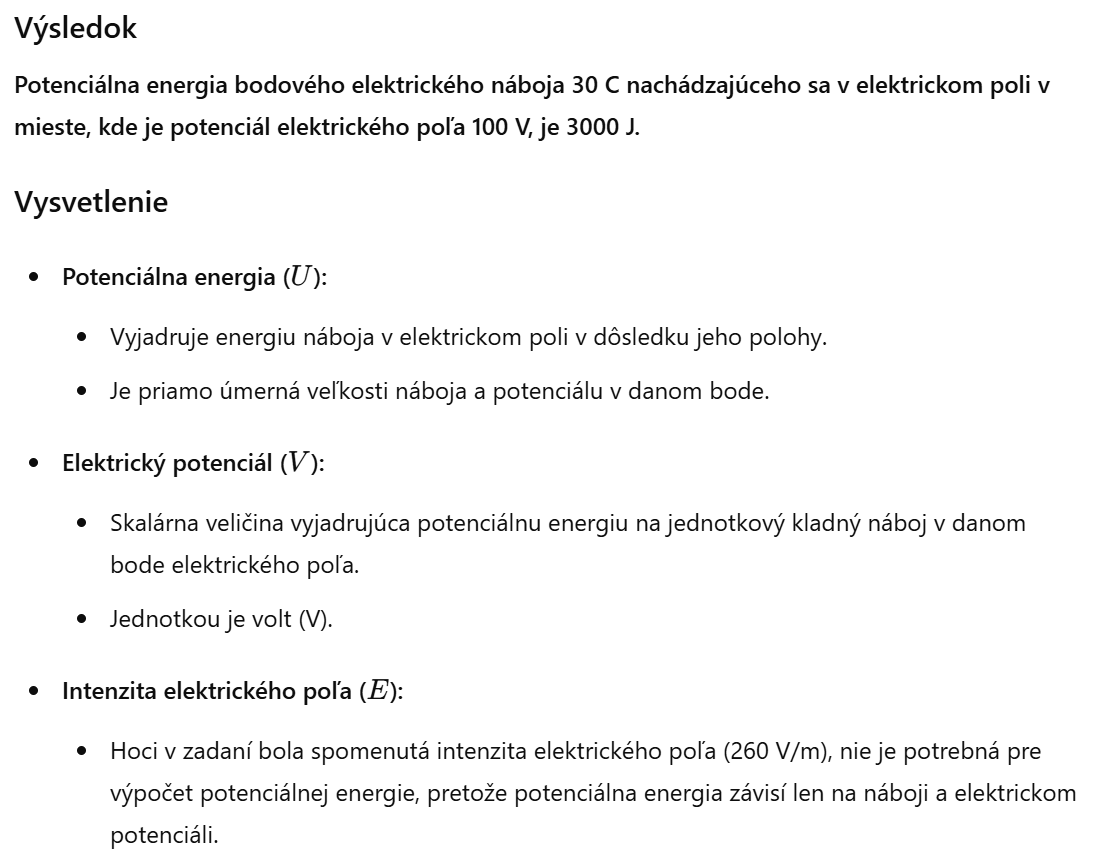 Výsledok
Potenciálna energia bodového elektrického náboja 30 C nachádzajúceho sa v elektrickom poli v
mieste, kde je potenciál elektrického poľa 100 V, je 3000 J.
Vysvetlenie
• Potenciálna energia (U):
• Vyjadruje energiu náboja v elektrickom poli v dôsledku jeho polohy.
• Je priamo úmerná veľkosti náboja a potenciálu v danom bode.
• Elektrický potenciál (V):
• Skalárna veličina vyjadrujúca potenciálnu energiu na jednotkový kladný náboj v danom
bode elektrického poľa.
• Jednotkou je volt (V).
• Intenzita elektrického poľa (E):
• Hoci v zadaní bola spomenutá intenzita elektrického poľa (260 V/m), nie je potrebná pre
výpočet potenciálnej energie, pretože potenciálna energia závisí len na náboji a elektrickom
potenciáli.